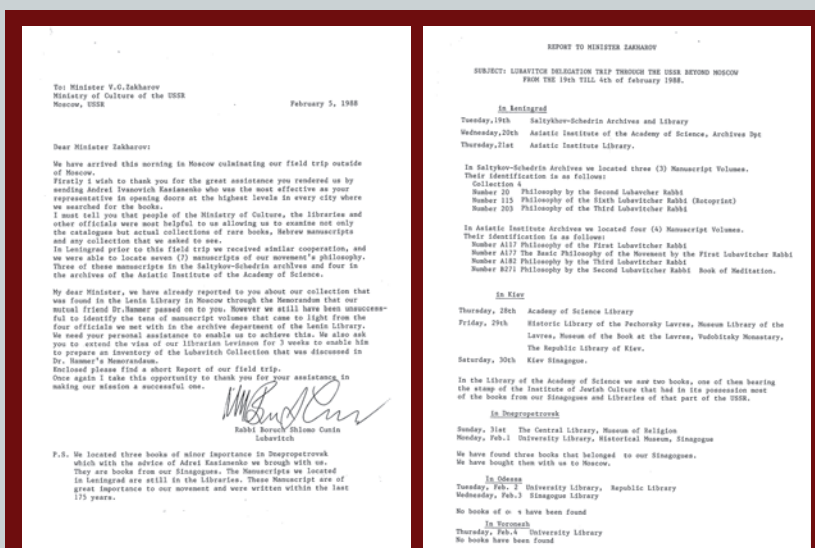 To: Minister V.G.Zakharov
Ministry of Culture of the USSR
Moscow, USSR February 5, 1988
Dear Minister Zakharov:
We have arrived this morning in Moscow culminating our field trip outside
of Moscow.
Firstly I wish to thank you for the great assistance you rendered us by
sending Andrei Ivanovich Kasianenko who was the most effective as your
representative in opening doors at the highest levels in every city where
we searched for the books.
I must tell you that people of the Ministry of Culture, the libraries and
other officials were most helpful to us allowing us to examine not only
the catalogues but actual collections of rare books, Hebrew manuscripts
and any collection that we asked to see.
In Leningrad prior to this field trip we received similar cooperation, and
we were able to locate seven (7) manuscripts of our movement's philosophy.
Three of these manuscripts in the Saltykov-Schedrin archives and four in
the archives of the Asiatic Institute of the Academy of Science.
My dear Minister, we have already reported to you about our collection that
was found in the Lenin Library in Moscow through the Memorandum that our
mutual friend Dr.Hammer passed on to you. However we still have been unsuccess-
ful to identify the tens of manuscript volumes that came to light from the
four officials we met with in the archive department of the Lenin Library.
We need your personal assistance to enable us to achieve this. We also ask
you to extend the visa of our librarian Levinson for 3 weeks to enable him
to prepare an inventory of the Lubavitch Collection that was discussed in
Dr. Hammer's Memorandum.
Enclosed please find a short Report of our field trip.
Once again I take this opportunity to thank you for your assistance in
making our mission a successful one.
Rabbi Boruch Shlomo Cunin
Lubavitch
P.S. We located three books of minor importance in Dnepropetrovsk
which with the advice of Adrei Kasianenko we brough with us.
They are books from our Sinagogues. The Manuscripts we located
in Leningrad are still in the Libraries. These Manuscript are of
great importance to our movement and were written within the last
175 years.
REPORT TO MINISTER ZAKHAROV
SUBJECT: LUBAVITCH DELEGATION TRIP THROUGH THE USSR BEYOND MOSCOW
FROM THE 19th TILL 4th of february 1988.
in Leningrad
Tuesday,19th Saltykhov-Schedrin Archives and Library
Wednesday,20th Asiatic Institute of the Academy of Science, Archives Dpt
Thursday,21st Asiatic Institute Library.
In Saltykov-Schedrin Archives we located three (3) Manuscript Volumes.
Their identification is as follows:
Collection 4
Number 20 Philosophy by the Second Lubavcher Rabbi
Number 115 Philosophy of the Sixth Lubavitcher Rabbi (Rotoprint)
Number 203 Philosophy of the Third Lubavitcher Rabbi
In Asiatic Institute Archives we located four (4) Manuscript Volumes.
Their identification is as follows:
Number A117 Philosophy of the First Lubavitcher Rabbi
Number A177 The Basic Philosophy of the Movement by the First Lubavitcher Rabbi
Number A182 Philosophy by the Third Lubavitcher Rabbi
Number B271 Philosophy by the Second Lubavitcher Rabbi Book of Meditation.
in Kiev
Thursday, 28th Academy of Science Library
Friday, 29th Historic Library of the Pechorsky Lavres, Museum Library of the
Lavres, Museum of the Book at the Lavres, Vudobitsky Monastary,
The Republic Library of Kiev.
Saturday, 30th Kiev Sinagogue.
In the Library of the Academy of Science we saw two books, one of them bearing
the stamp of the Institute of Jewish Culture that had in its possession most
of the books from our Sinagogues and Libraries of that part of the USSR.
in Dnepropetrovsk
Sunday, 31st The Central Library, Museum of Religion
Monday, Feb.1 University Library, Historical Museum, Sinagogue
We have found three books that belonged to our Sinagogues.
We have bought them with us to Moscow.
In Odessa
Tuesday, Feb. 2 University Library, Republic Library
Wednesday, Feb.3 Sinagogue Library
No books of have been found
In Voronezh
Thursday, Feb.4 University Library
No books have been found